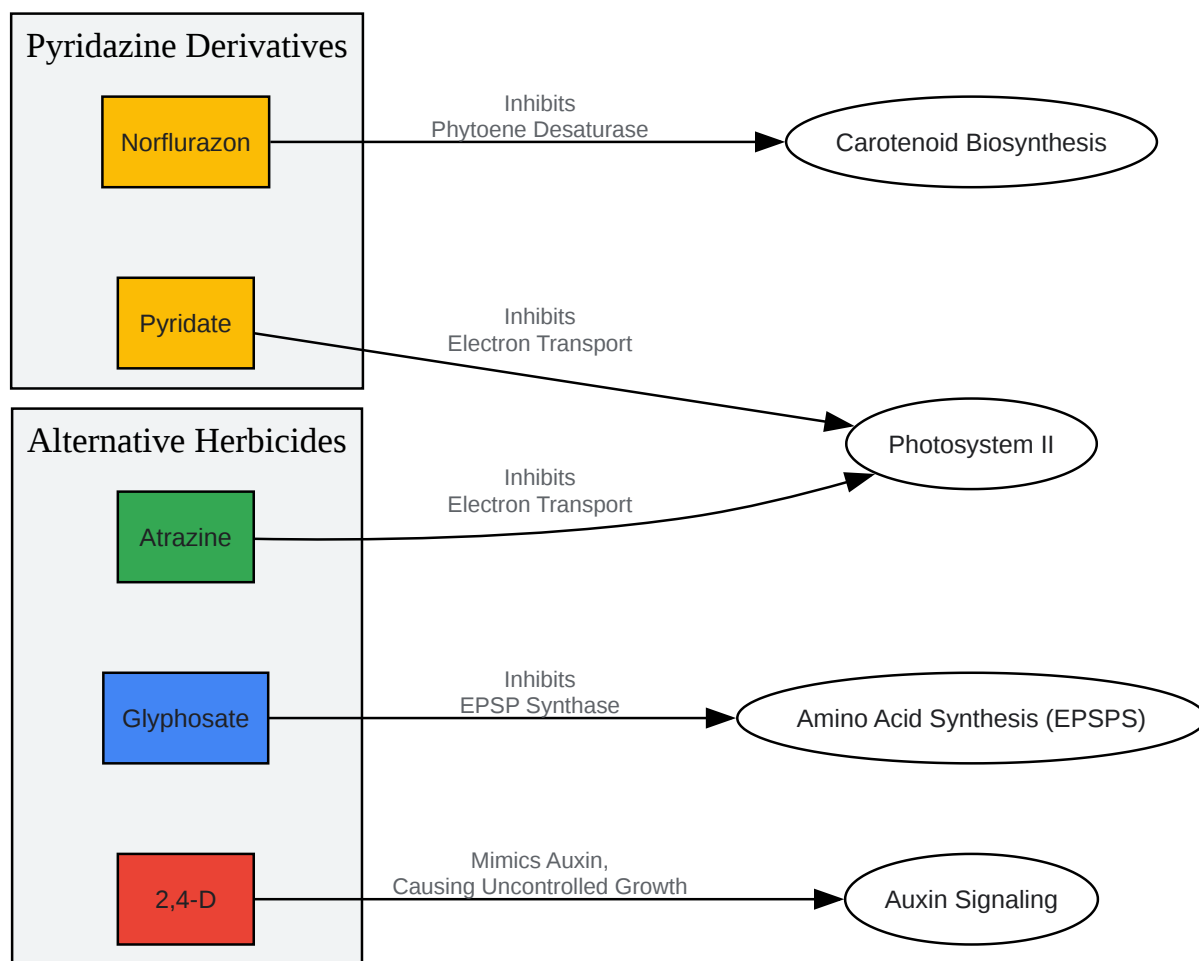 Pyridazine Derivatives
Norflurazon
Inhibits
Phytoene Desaturase
Carotenoid Biosynthesis
Pyridate
Inhibits
Electron Transport
Photosystem II
Alternative Herbicides
Atrazine
Inhibits
Electron Transport
Glyphosate
Inhibits
EPSP Synthase
Amino Acid Synthesis (EPSPS)
2,4-D
Mimics Auxin,
Causing Uncontrolled Growth
Auxin Signaling